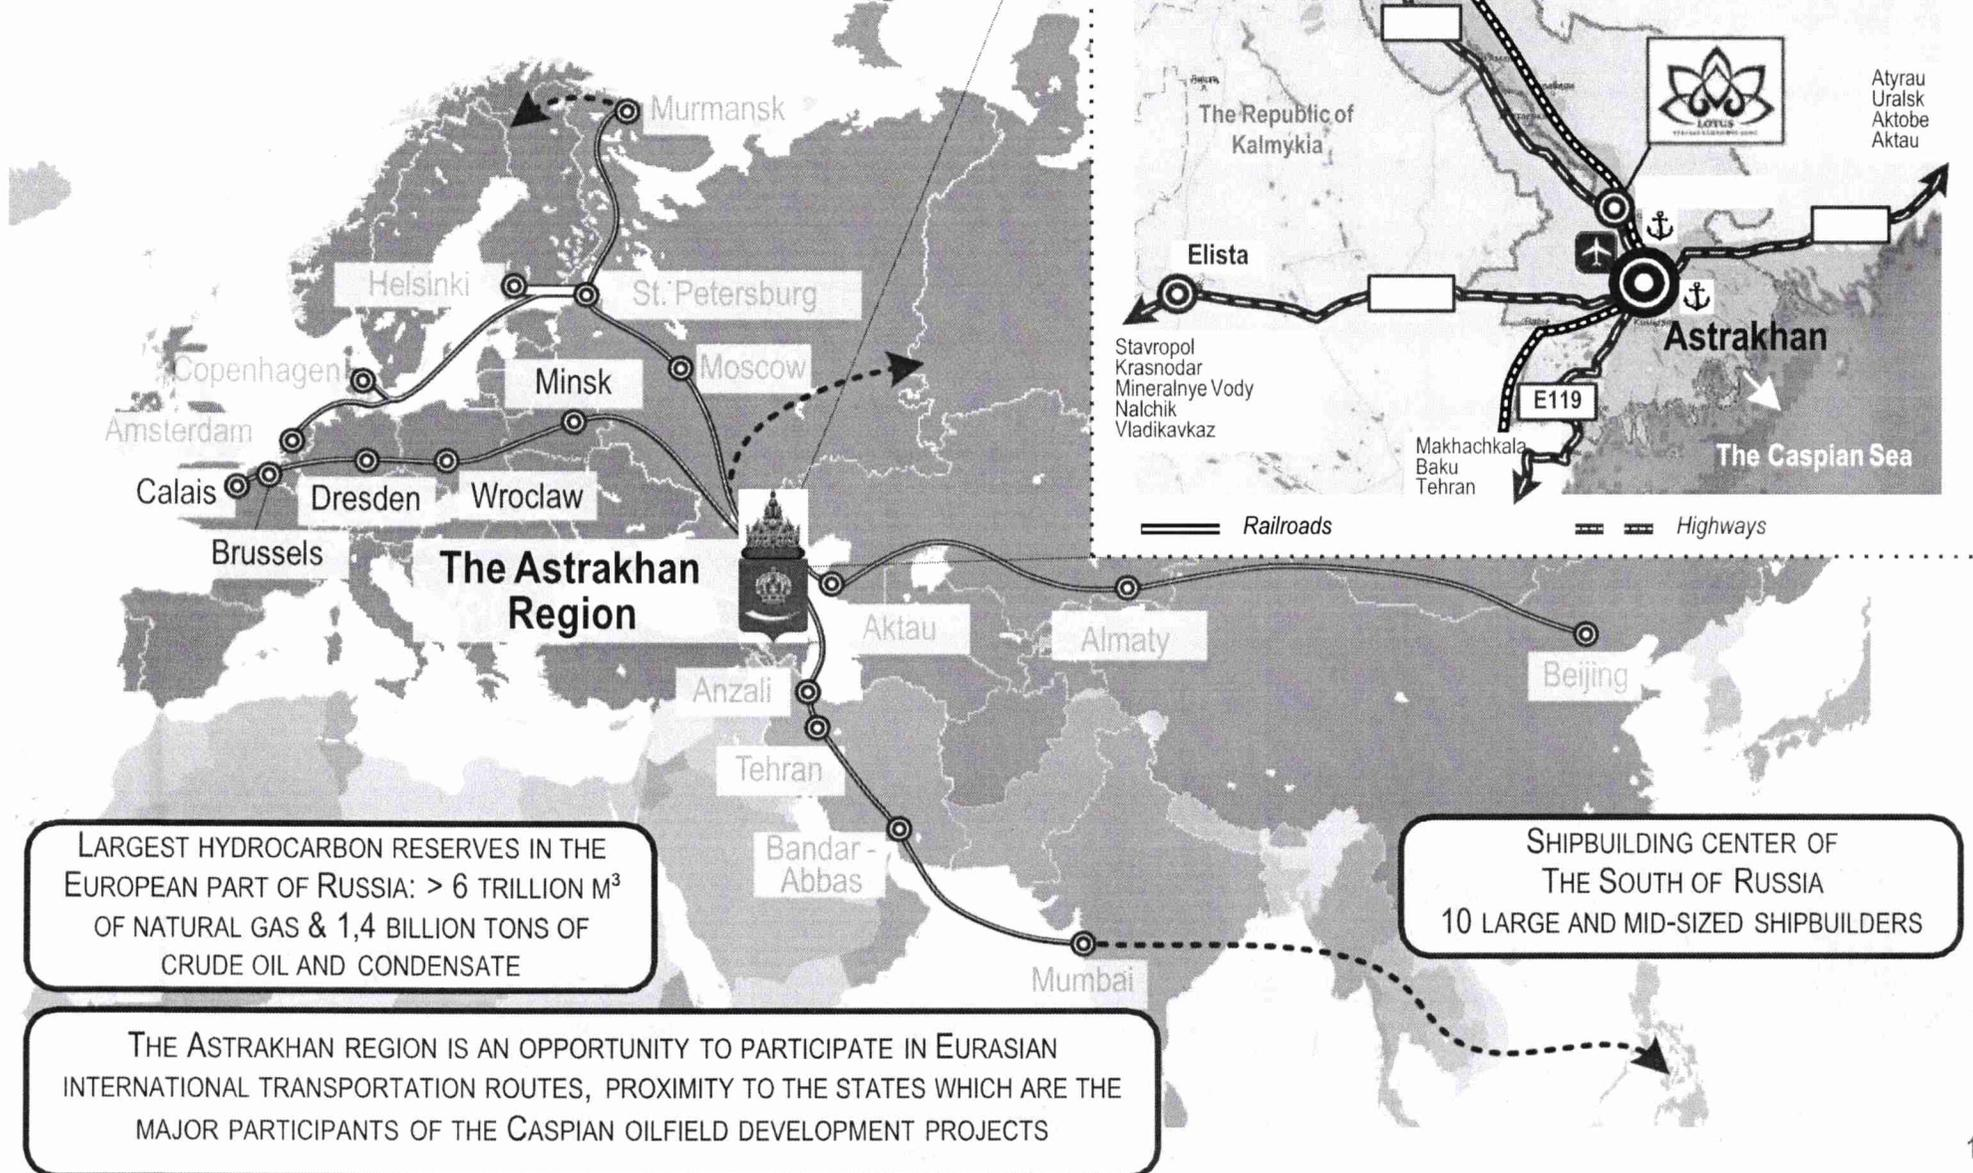 Murmansk
Helsinki
St. Petersburg
Copenhagen
Moscow
Minsk
Amsterdam
Calais
Dresden
Wroclaw
Brussels
The Astrakhan
Region
Aktau
Almaty
Beijing
Anzali
Tehran
Bandar-
Abbas
Mumbai
The Republic of
Kalmykia
LOTUS
Atyrau
Uralsk
Aktobe
Aktau
Elista
Astrakhan
Stavropol
Krasnodar
Mineralnye Vody
Nalchik
Vladikavkaz
E119
Makhachkala
Baku
Tehran
The Caspian Sea
Railroads
Highways
LARGEST HYDROCARBON RESERVES IN THE
EUROPEAN PART OF RUSSIA: > 6 TRILLION M³
OF NATURAL GAS & 1,4 BILLION TONS OF
CRUDE OIL AND CONDENSATE
SHIPBUILDING CENTER OF
THE SOUTH OF RUSSIA
10 LARGE AND MID-SIZED SHIPBUILDERS
THE ASTRAKHAN REGION IS AN OPPORTUNITY TO PARTICIPATE IN EURASIAN
INTERNATIONAL TRANSPORTATION ROUTES, PROXIMITY TO THE STATES WHICH ARE THE
MAJOR PARTICIPANTS OF THE CASPIAN OILFIELD DEVELOPMENT PROJECTS